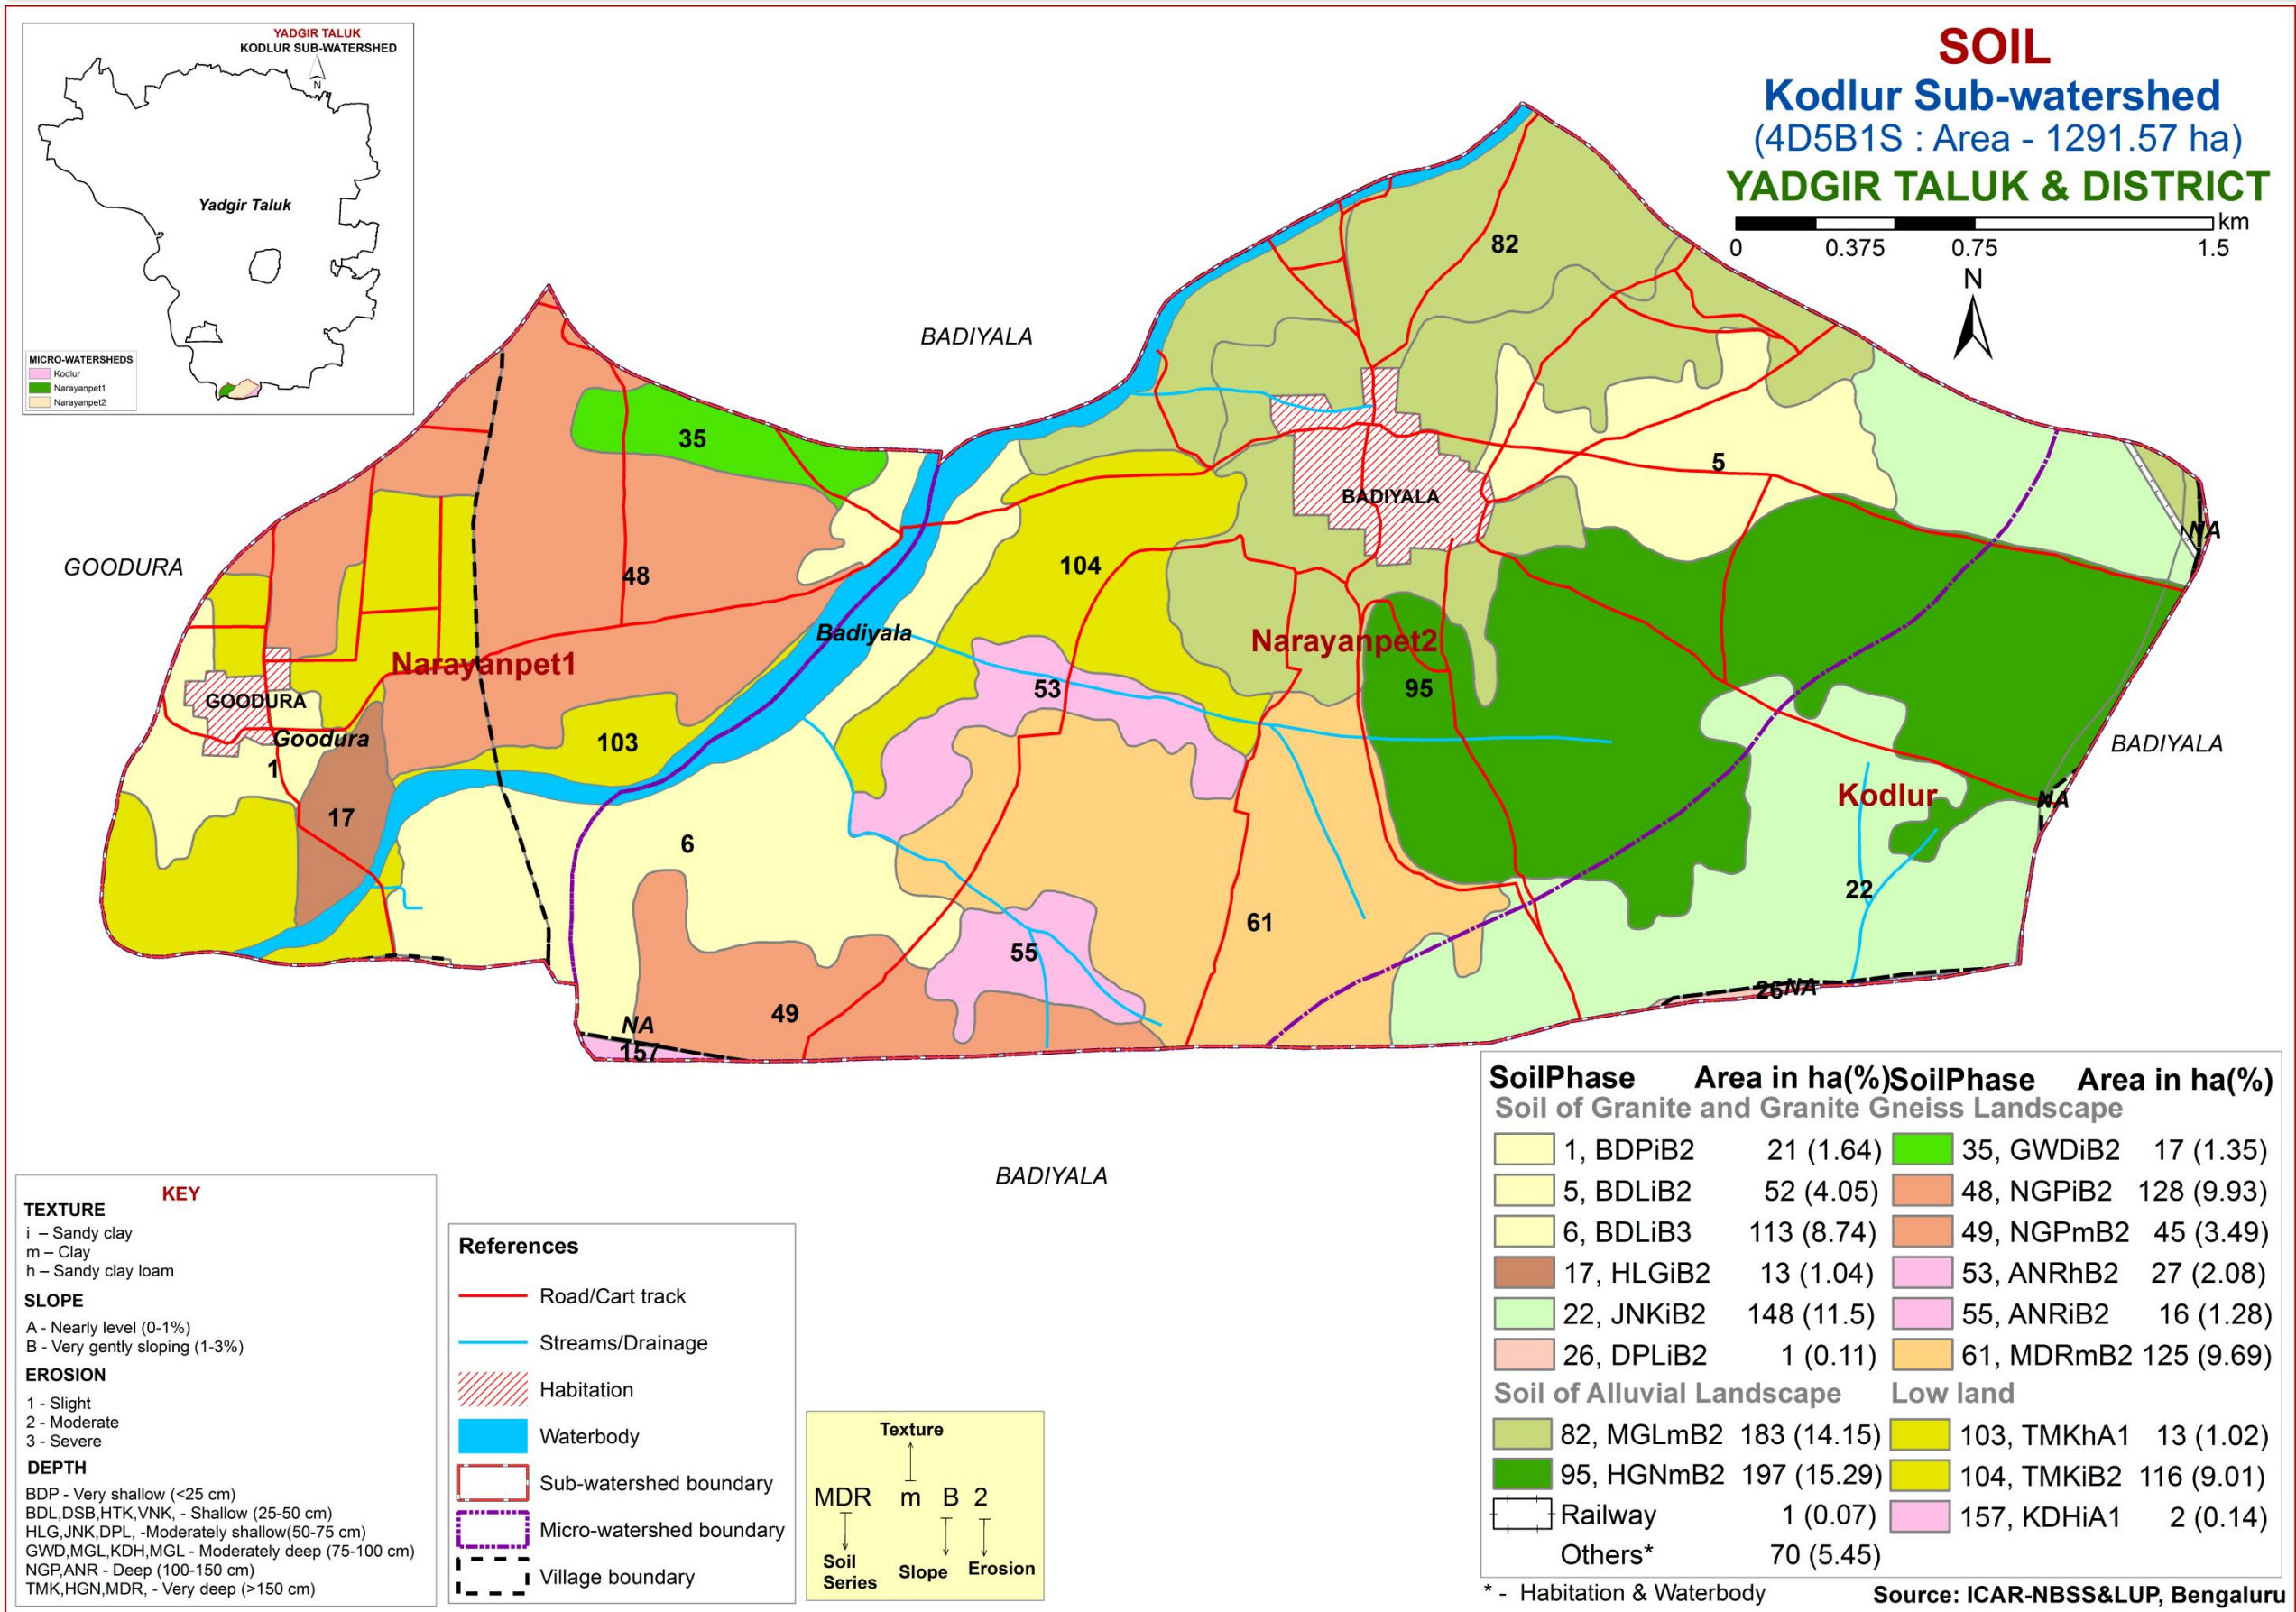 YADGIR TALUK
KODLUR SUB-WATERSHED
N
Yadgir Taluk
MICRO-WATERSHEDS
Kodlur
Narayanpet1
Narayanpet2
SOIL
Kodlur Sub-watershed
(4D5B1S : Area - 1291.57 ha)
YADGIR TALUK & DISTRICT
km
0 0.375 0.75 1.5
N
82
BADIYALA
35
5
BADIYALA
NA
GOODURA
104
48
Badiyala
Narayanpet2
Narayanpet1
53
95
GOODURA
Goodura
103
BADIYALA
1
Kodlur
NA
17
6
22
61
55
26
NA
49
NA
157
BADIYALA
KEY
TEXTURE
i – Sandy clay
m – Clay
h – Sandy clay loam
SLOPE
A - Nearly level (0-1%)
B - Very gently sloping (1-3%)
EROSION
1 - Slight
2 - Moderate
3 - Severe
DEPTH
BDP - Very shallow (<25 cm)
BDL,DSB,HTK,VNK, - Shallow (25-50 cm)
HLG,JNK,DPL, -Moderately shallow(50-75 cm)
GWD,MGL,KDH,MGL - Moderately deep (75-100 cm)
NGP,ANR - Deep (100-150 cm)
TMK,HGN,MDR, - Very deep (>150 cm)
References
Road/Cart track
Streams/Drainage
Habitation
Waterbody
Sub-watershed boundary
Micro-watershed boundary
Village boundary
Texture
MDR m B 2
Soil
Series
Slope
Erosion
SoilPhase Area in ha(%) SoilPhase Area in ha(%)
Soil of Granite and Granite Gneiss Landscape
1, BDPiB2 21 (1.64) 35, GWDiB2 17 (1.35)
5, BDLiB2 52 (4.05) 48, NGPiB2 128 (9.93)
6, BDLiB3 113 (8.74) 49, NGPmB2 45 (3.49)
17, HLGiB2 13 (1.04) 53, ANRhB2 27 (2.08)
22, JNKiB2 148 (11.5) 55, ANRiB2 16 (1.28)
26, DPLiB2 1 (0.11) 61, MDRmB2 125 (9.69)
Soil of Alluvial Landscape Low land
82, MGLmB2 183 (14.15) 103, TMKhA1 13 (1.02)
95, HGNmB2 197 (15.29) 104, TMKiB2 116 (9.01)
Railway 1 (0.07) 157, KDHiA1 2 (0.14)
Others* 70 (5.45)
* - Habitation & Waterbody Source: ICAR-NBSS&LUP, Bengaluru